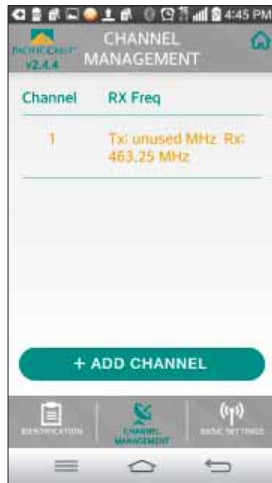 4:45 PM
PACIFIC CREST
V2.4.4
CHANNEL
MANAGEMENT
Channel RX Freq
1 Tx: unused MHz Rx:
463.25 MHz
+ ADD CHANNEL
IDENTIFICATION CHANNEL MANAGEMENT BASIC SETTINGS